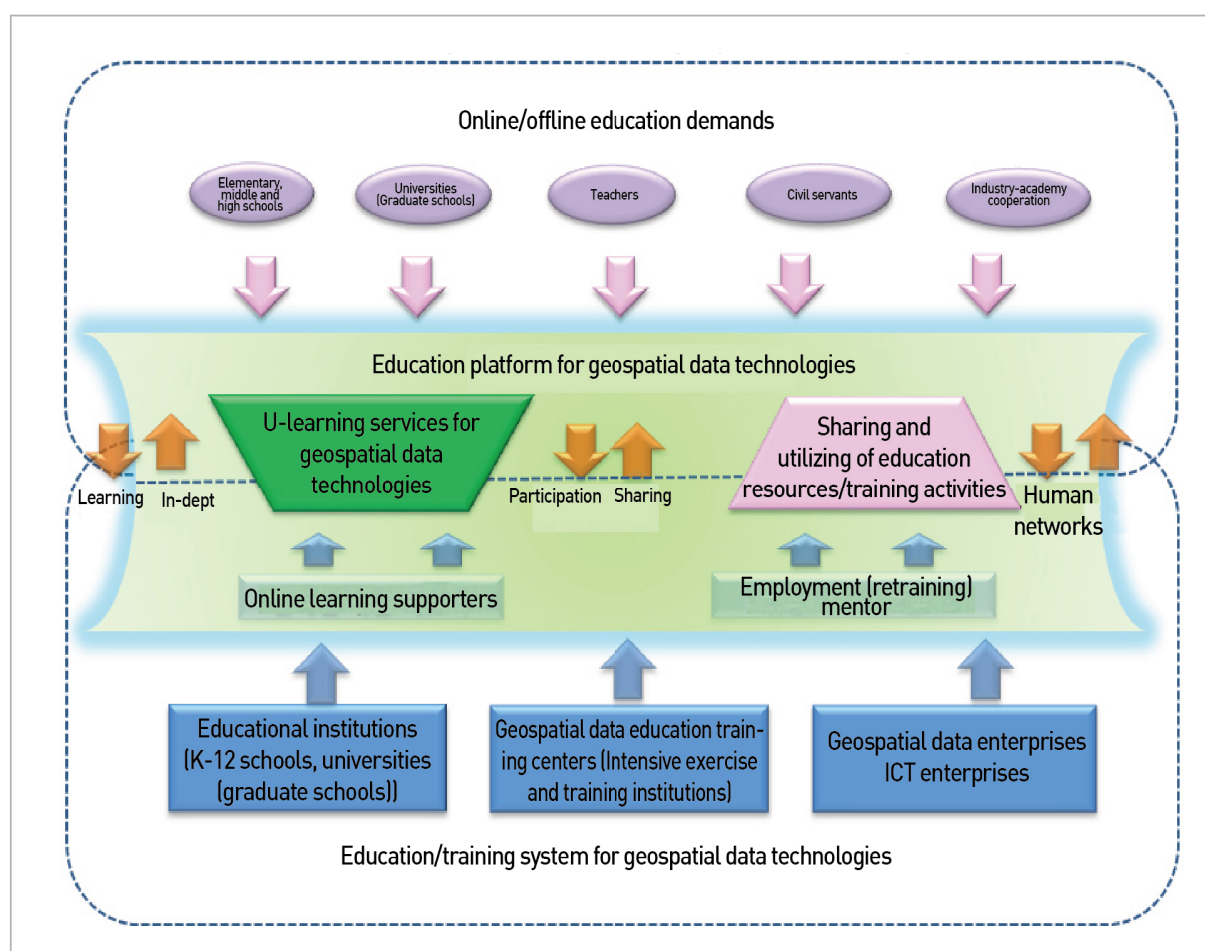 Online/offline education demands
Elementary,
middle and
high schools
Universities
(Graduate schools)
Teachers
Civil servants
Industry-academy
cooperation
Education platform for geospatial data technologies
U-learning services for
geospatial data
technologies
Sharing and
utilizing of education
resources/training activities
Learning
In-dept
Participation
Sharing
Human
networks
Online learning supporters
Employment (retraining)
mentor
Educational institutions
(K-12 schools, universities
(graduate schools))
Geospatial data education train-
ing centers (Intensive exercise
and training institutions)
Geospatial data enterprises
ICT enterprises
Education/training system for geospatial data technologies